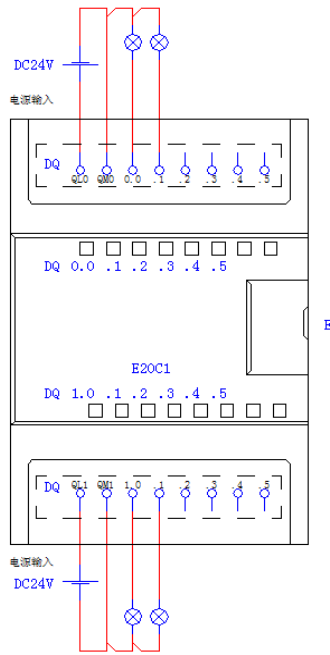 DC24V
电源输入
DQ QL0 QM0 0.0 .1 .2 .3 .4 .5
DQ 0.0 .1 .2 .3 .4 .5
E
E20C1
DQ 1.0 .1 .2 .3 .4 .5
DQ QL1 QM1 1.0 .1 .2 .3 .4 .5
电源输入
DC24V